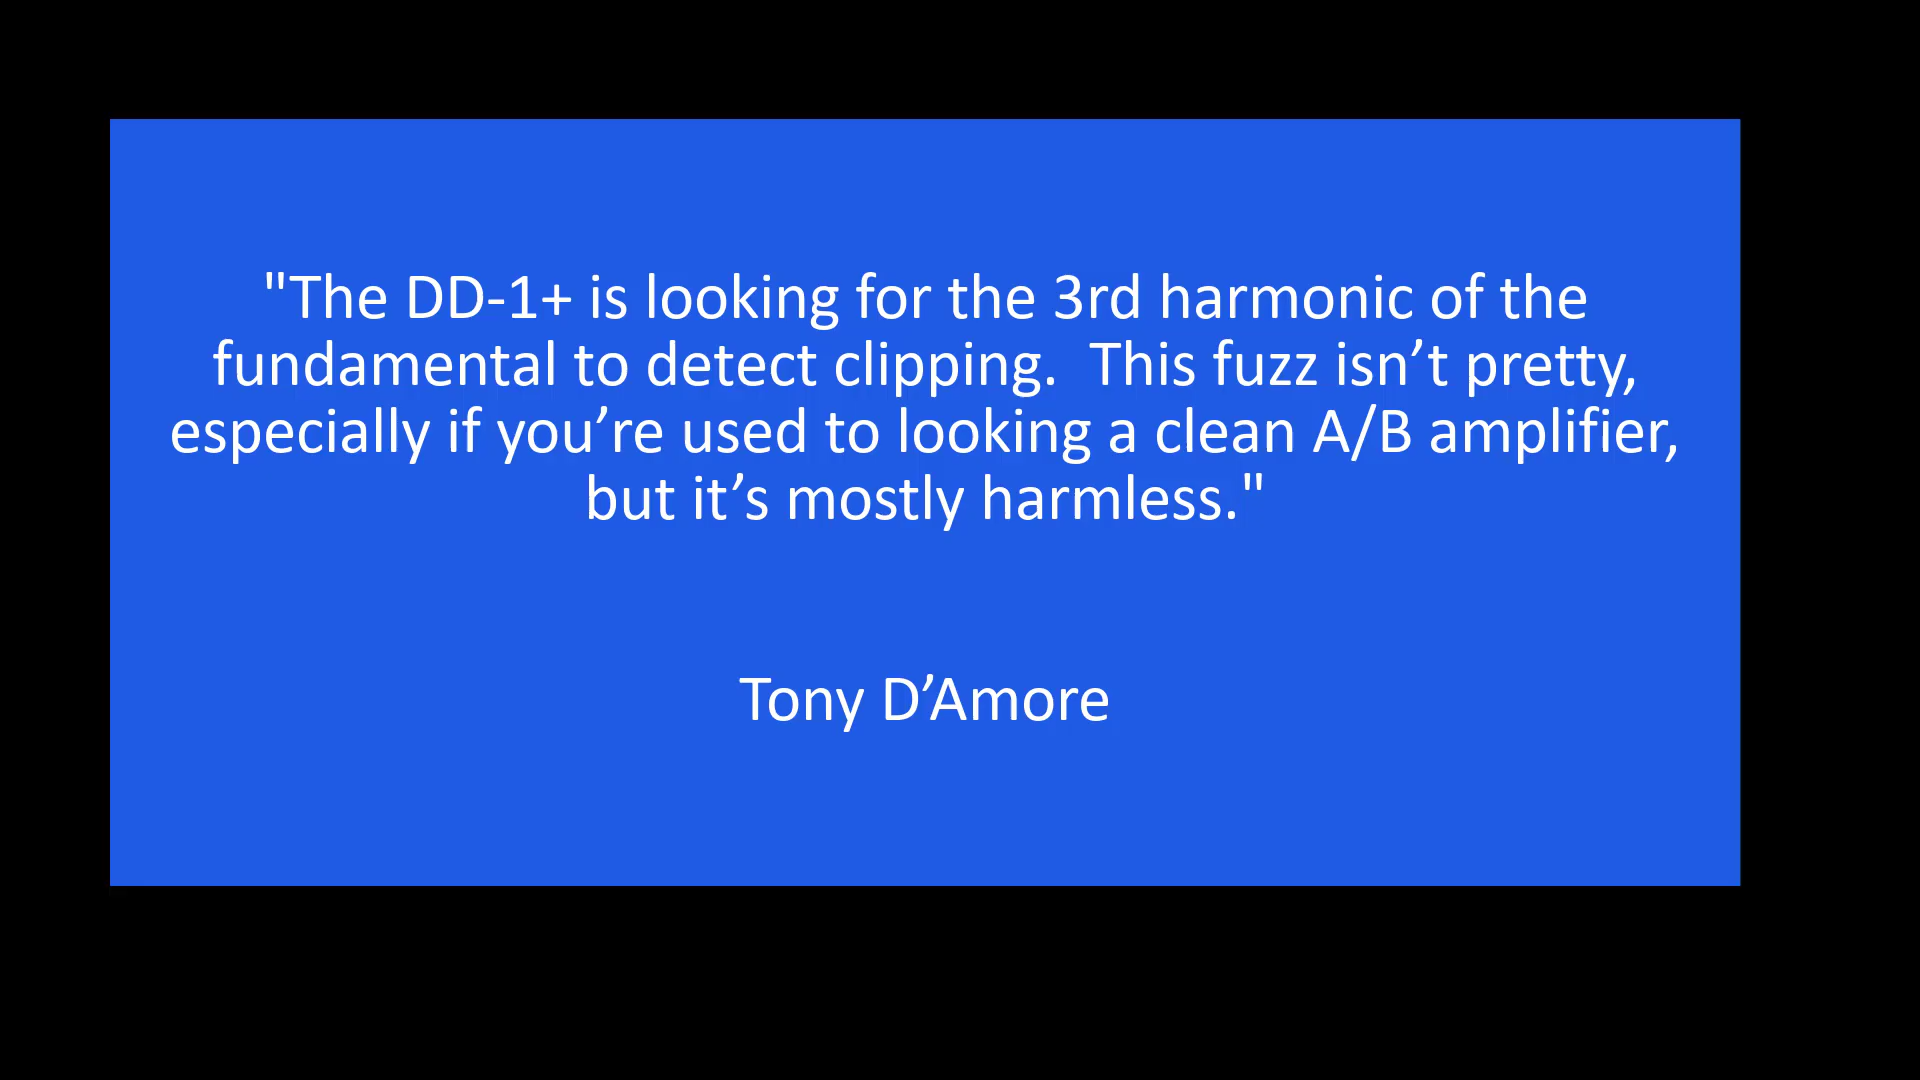 "The DD-1+ is looking for the 3rd harmonic of the
fundamental to detect clipping.  This fuzz isn’t pretty,
especially if you’re used to looking a clean A/B amplifier,
but it’s mostly harmless."
Tony D’Amore